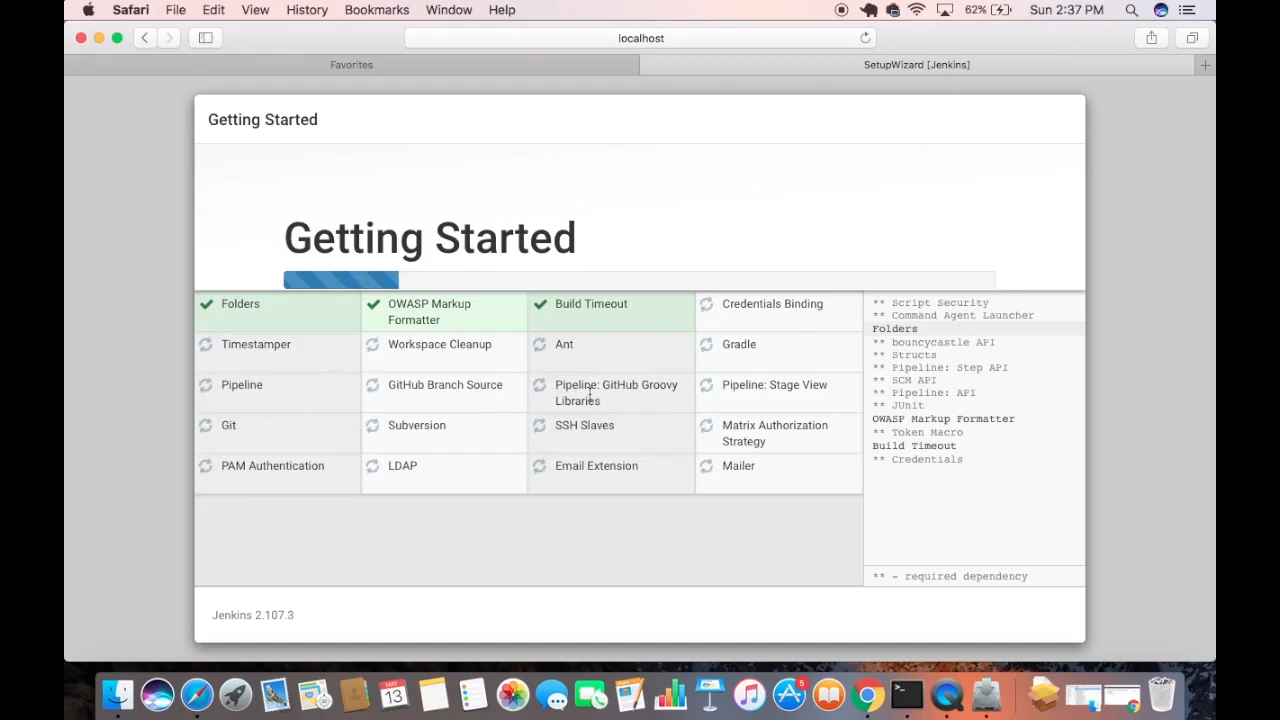 Safari File Edit View History Bookmarks Window Help 62% Sun 2:37 PM
localhost
Favorites SetupWizard [Jenkins]
Getting Started
Getting Started
Folders
OWASP Markup
Formatter
Build Timeout
Credentials Binding
Timestamper
Workspace Cleanup
Ant
Gradle
Pipeline
GitHub Branch Source
Pipeline: GitHub Groovy
Libraries
Pipeline: Stage View
Git
Subversion
SSH Slaves
Matrix Authorization
Strategy
PAM Authentication
LDAP
Email Extension
Mailer
** Script Security
** Command Agent Launcher
Folders
** bouncycastle API
** Structs
** Pipeline: Step API
** SCM API
** Pipeline: API
** JUnit
OWASP Markup Formatter
** Token Macro
Build Timeout
** Credentials
** - required dependency
Jenkins 2.107.3
MAY
13
5